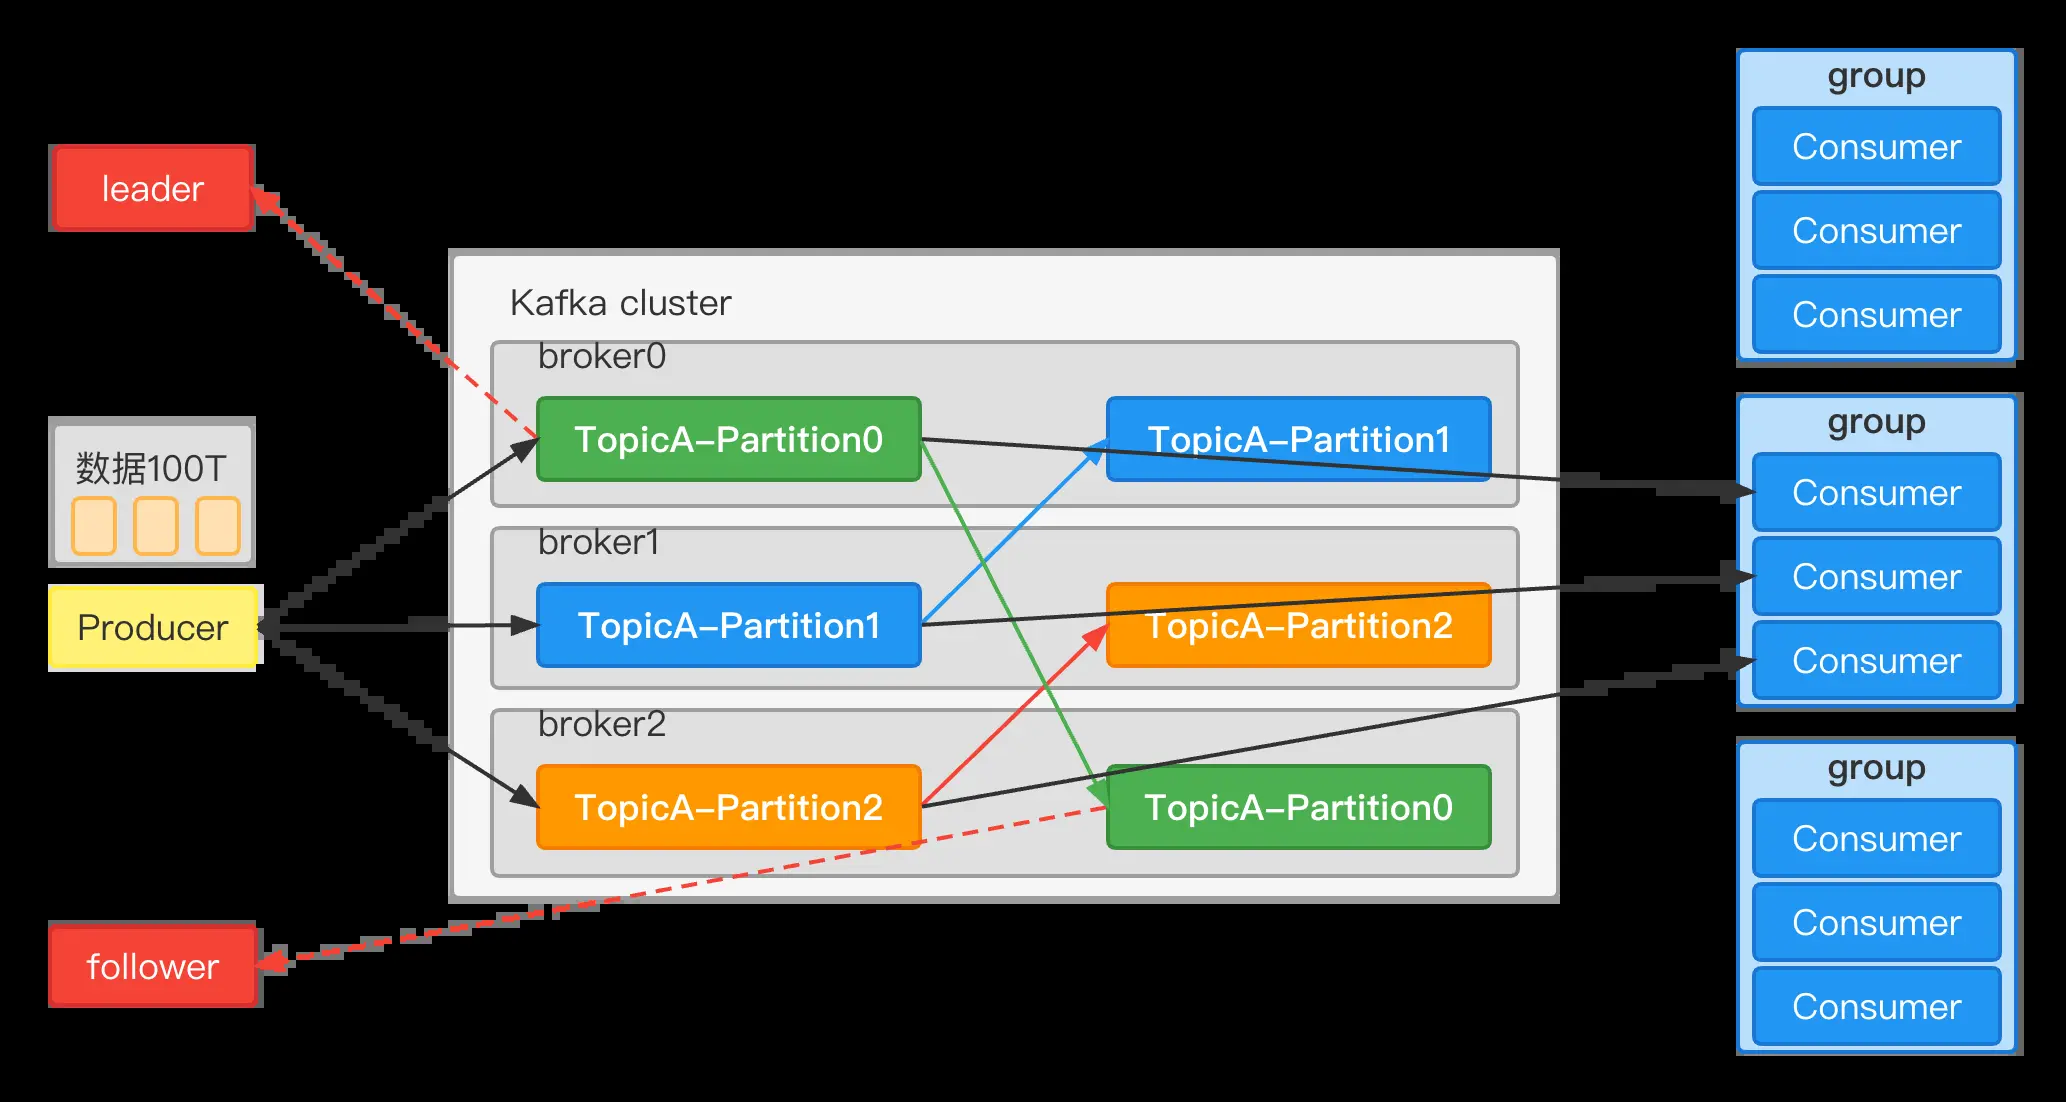 leader
数据100T
Producer
follower
Kafka cluster
broker0
TopicA-Partition0
TopicA-Partition1
broker1
TopicA-Partition1
TopicA-Partition2
broker2
TopicA-Partition2
TopicA-Partition0
group
Consumer
Consumer
Consumer
group
Consumer
Consumer
Consumer
group
Consumer
Consumer
Consumer